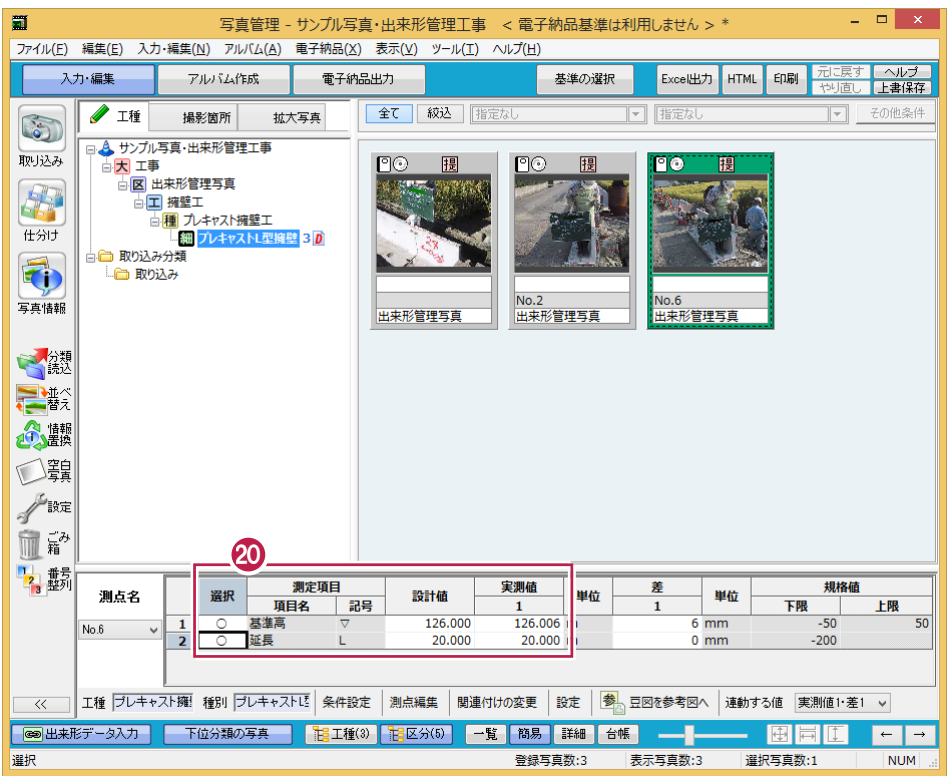 写真管理 - サンプル写真・出来形管理工事 < 電子納品基準は利用しません > *
ファイル(F) 編集(E) 入力・編集(N) アルバム(A) 電子納品(X) 表示(V) ツール(T) ヘルプ(H)
入力・編集 アルバム作成 電子納品出力 基準の選択 Excel出力 HTML 印刷 元に戻す やり直し ヘルプ 上書保存
取り込み
仕分け
写真情報
分類読込
並べ替え
情報置換
空白写真
設定
ごみ箱
番号整列
工種 撮影箇所 拡大写真
サンプル写真・出来形管理工事
大 工事
区 出来形管理写真
工 擁壁工
種 プレキャスト擁壁工
細 プレキャストL型擁壁 3 D
取り込み分類
取り込み
全て 絞込 指定なし 指定なし その他条件
提 提 提
No.2 No.6
出来形管理写真 出来形管理写真 出来形管理写真
20
測点名 選択 測定項目 設計値 実測値 単位 差 単位 規格値
項目名 記号 1 1 下限 上限
No.6
1 ○ 基準高 ▽ 126.000 126.006 m 6 mm -50 50
2 ○ 延長 L 20.000 20.000 m 0 mm -200
<< 工種 プレキャスト擁壁 種別 プレキャストL型 条件設定 測点編集 関連付けの変更 設定 参 豆図を参考図へ 連動する値 実測値1・差1
出来形データ入力 下位分類の写真 工種(3) 区分(5) 一覧 簡易 詳細 台帳 ← →
選択 登録写真数:3 表示写真数:3 選択写真数:1 NUM